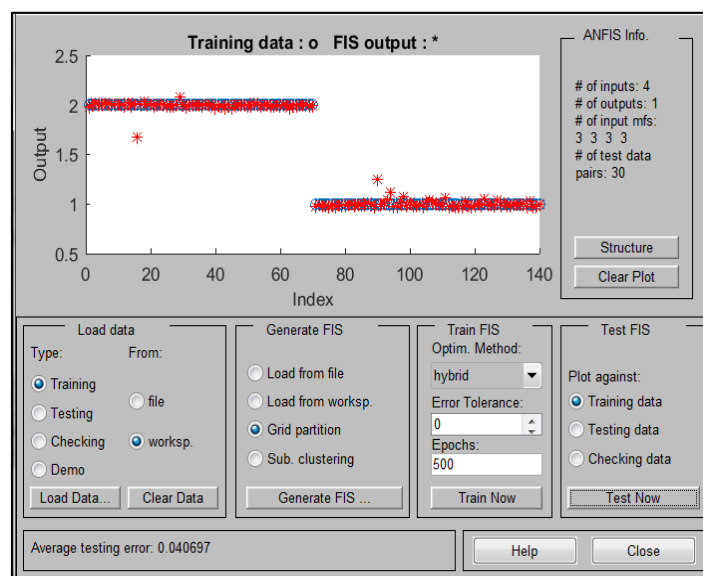 Training data : o   FIS output : *
2.5
2
1.5
1
0.5
Output
0
20
40
60
80
100
120
140
Index
ANFIS Info.
# of inputs: 4
# of outputs: 1
# of input mfs:
3  3  3  3
# of test data
pairs: 30
Structure
Clear Plot
Load data
Type:
From:
Training
Testing
Checking
Demo
file
worksp.
Load Data...
Clear Data
Generate FIS
Load from file
Load from worksp.
Grid partition
Sub. clustering
Generate FIS ...
Train FIS
Optim. Method:
hybrid
Error Tolerance:
0
Epochs:
500
Train Now
Test FIS
Plot against:
Training data
Testing data
Checking data
Test Now
Average testing error: 0.040697
Help
Close